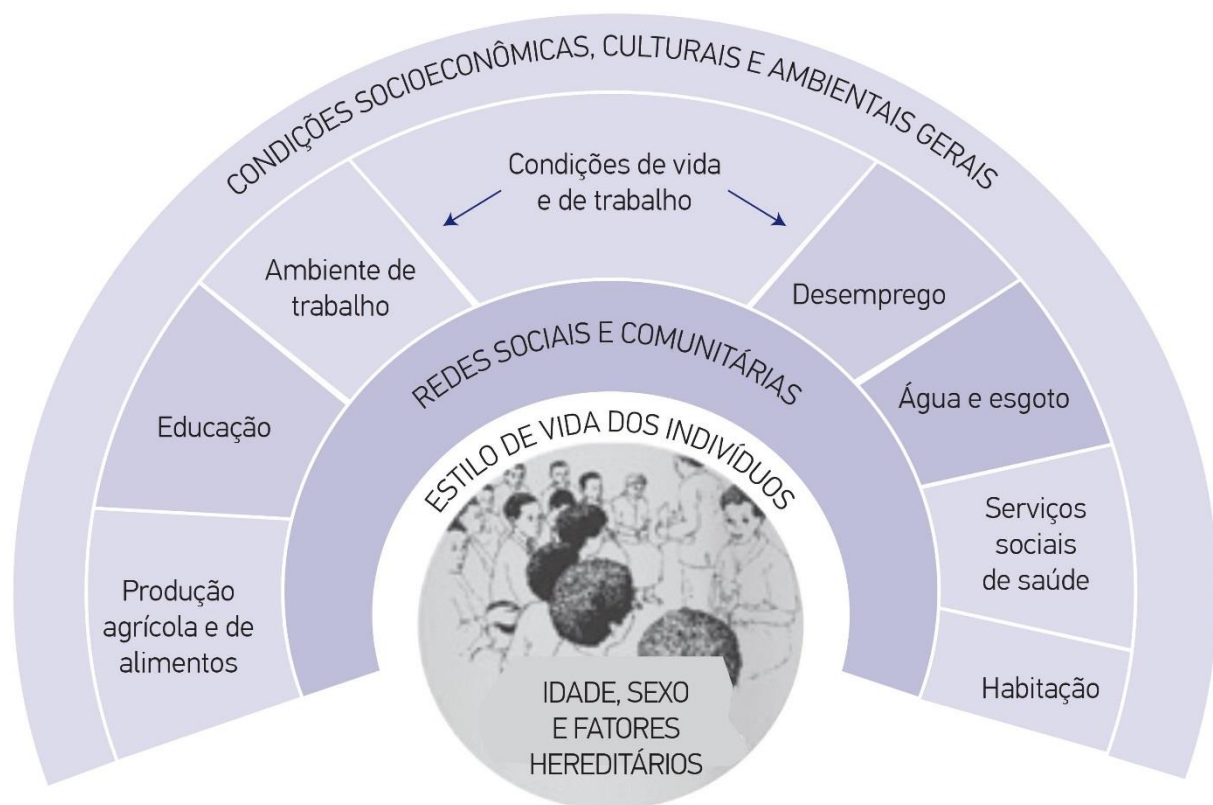 CONDIÇÕES SOCIOECONÔMICAS, CULTURAIS E AMBIENTAIS GERAIS
Condições de vida
e de trabalho
Ambiente de
trabalho
Desemprego
Educação
Água e esgoto
Produção
agrícola e de
alimentos
Serviços
sociais
de saúde
Habitação
REDES SOCIAIS E COMUNITÁRIAS
ESTILO DE VIDA DOS INDIVÍDUOS
IDADE, SEXO
E FATORES
HEREDITÁRIOS